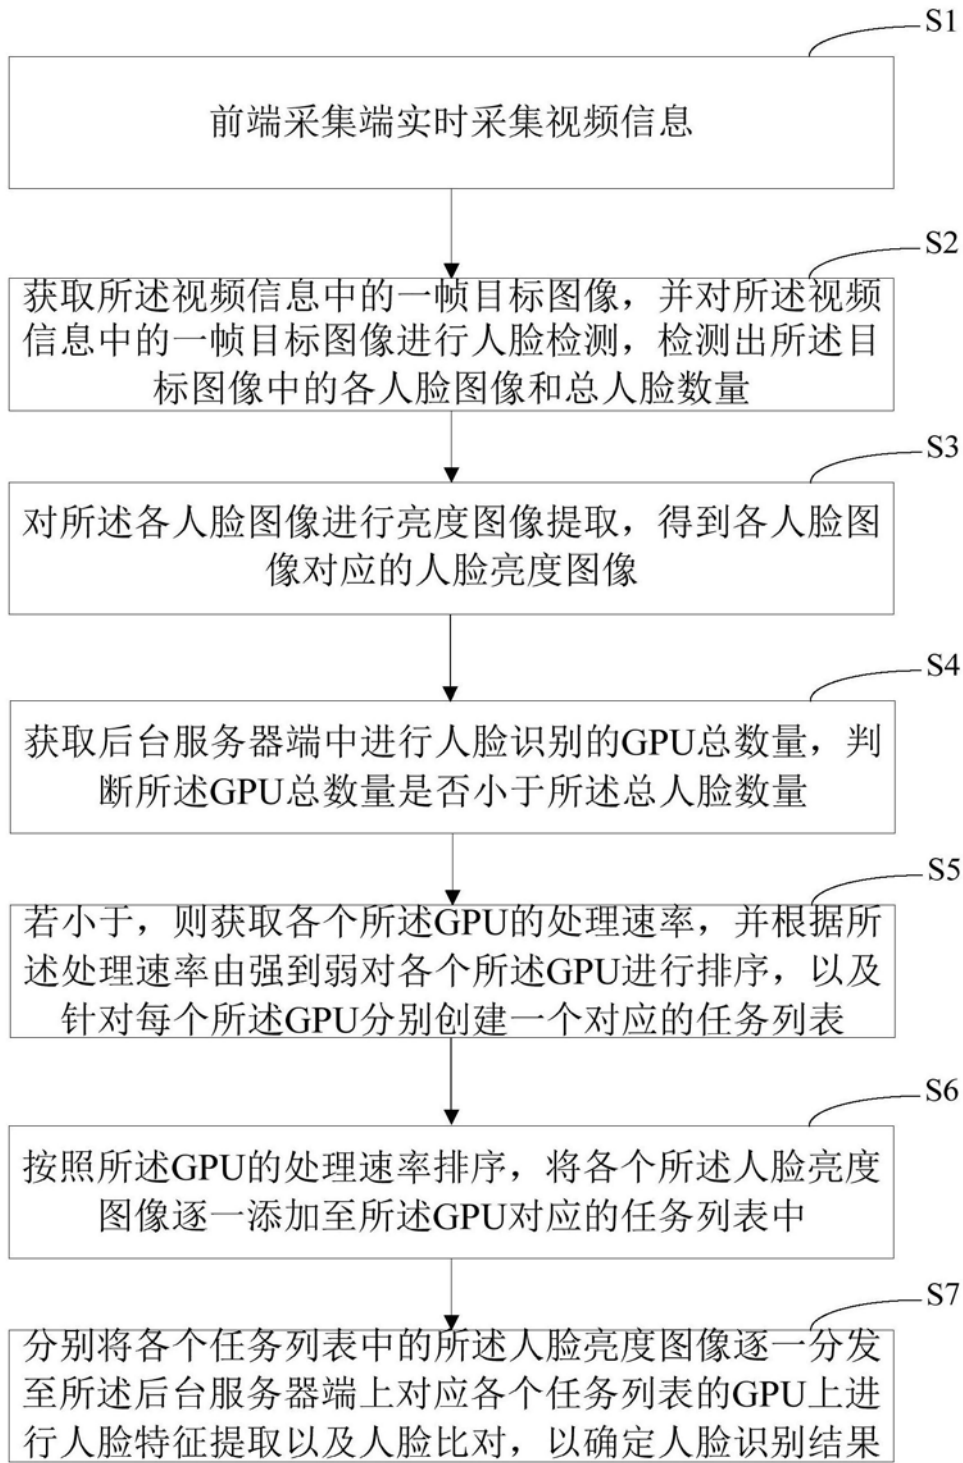 S1
前端采集端实时采集视频信息
S2
获取所述视频信息中的一帧目标图像，并对所述视频
信息中的一帧目标图像进行人脸检测，检测出所述目
标图像中的各人脸图像和总人脸数量
S3
对所述各人脸图像进行亮度图像提取，得到各人脸图
像对应的人脸亮度图像
S4
获取后台服务器端中进行人脸识别的GPU总数量，判
断所述GPU总数量是否小于所述总人脸数量
S5
若小于，则获取各个所述GPU的处理速率，并根据所
述处理速率由强到弱对各个所述GPU进行排序，以及
针对每个所述GPU分别创建一个对应的任务列表
S6
按照所述GPU的处理速率排序，将各个所述人脸亮度
图像逐一添加至所述GPU对应的任务列表中
S7
分别将各个任务列表中的所述人脸亮度图像逐一分发
至所述后台服务器端上对应各个任务列表的GPU上进
行人脸特征提取以及人脸比对，以确定人脸识别结果